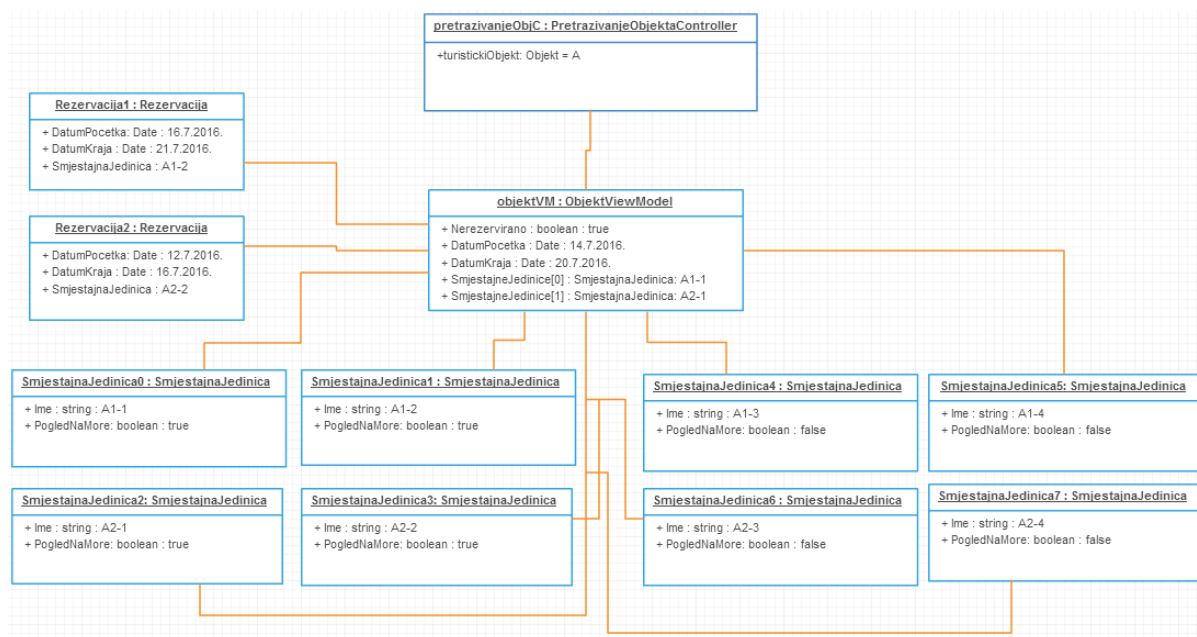 pretrazivanjeObjC : PretrazivanjeObjektaController
+turistickiObjekt: Objekt = A
Rezervacija1 : Rezervacija
+ DatumPocetka: Date : 16.7.2016.
+ DatumKraja : Date : 21.7.2016.
+ SmjestajnaJedinica : A1-2
Rezervacija2 : Rezervacija
+ DatumPocetka: Date : 12.7.2016.
+ DatumKraja : Date : 16.7.2016.
+ SmjestajnaJedinica : A2-2
objektVM : ObjektViewModel
+ Nerezervirano : boolean : true
+ DatumPocetka : Date : 14.7.2016.
+ DatumKraja : Date : 20.7.2016.
+ SmjestajneJedinice[0] : SmjestajnaJedinica: A1-1
+ SmjestajneJedinice[1] : SmjestajnaJedinica: A2-1
SmjestajnaJedinica0 : SmjestajnaJedinica
+ Ime : string : A1-1
+ PogledNaMore: boolean : true
SmjestajnaJedinica1 : SmjestajnaJedinica
+ Ime : string : A1-2
+ PogledNaMore: boolean : true
SmjestajnaJedinica4 : SmjestajnaJedinica
+ Ime : string : A1-3
+ PogledNaMore: boolean : false
SmjestajnaJedinica5: SmjestajnaJedinica
+ Ime : string : A1-4
+ PogledNaMore: boolean : false
SmjestajnaJedinica2: SmjestajnaJedinica
+ Ime : string : A2-1
+ PogledNaMore: boolean : true
SmjestajnaJedinica3: SmjestajnaJedinica
+ Ime : string : A2-2
+ PogledNaMore: boolean : true
SmjestajnaJedinica6 : SmjestajnaJedinica
+ Ime : string : A2-3
+ PogledNaMore: boolean : false
SmjestajnaJedinica7 : SmjestajnaJedinica
+ Ime : string : A2-4
+ PogledNaMore: boolean : false